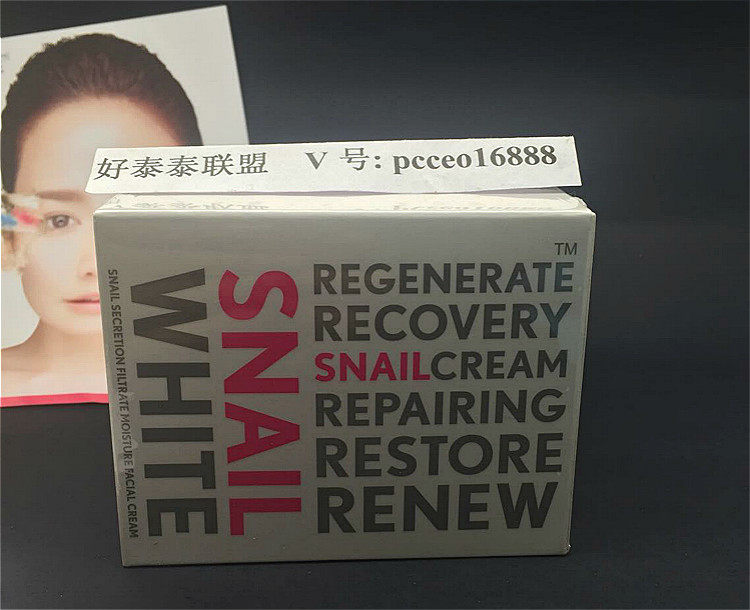 好泰泰联盟 V 号: pcceo16888
TM
REGENERATE
RECOVERY
SNAILCREAM
REPAIRING
RESTORE
RENEW
SNAIL
WHITE
SNAIL SECRETION FILTRATE MOISTURE FACIAL CREAM